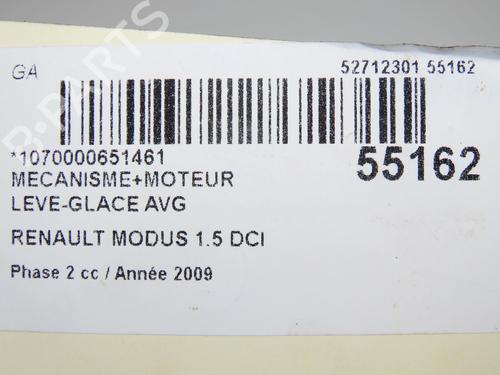 GA
52712301 55162
*1070000651461
55162
MECANISME+MOTEUR
LEVE-GLACE AVG
RENAULT MODUS 1.5 DCI
Phase 2 cc / Année 2009
B-PARTS